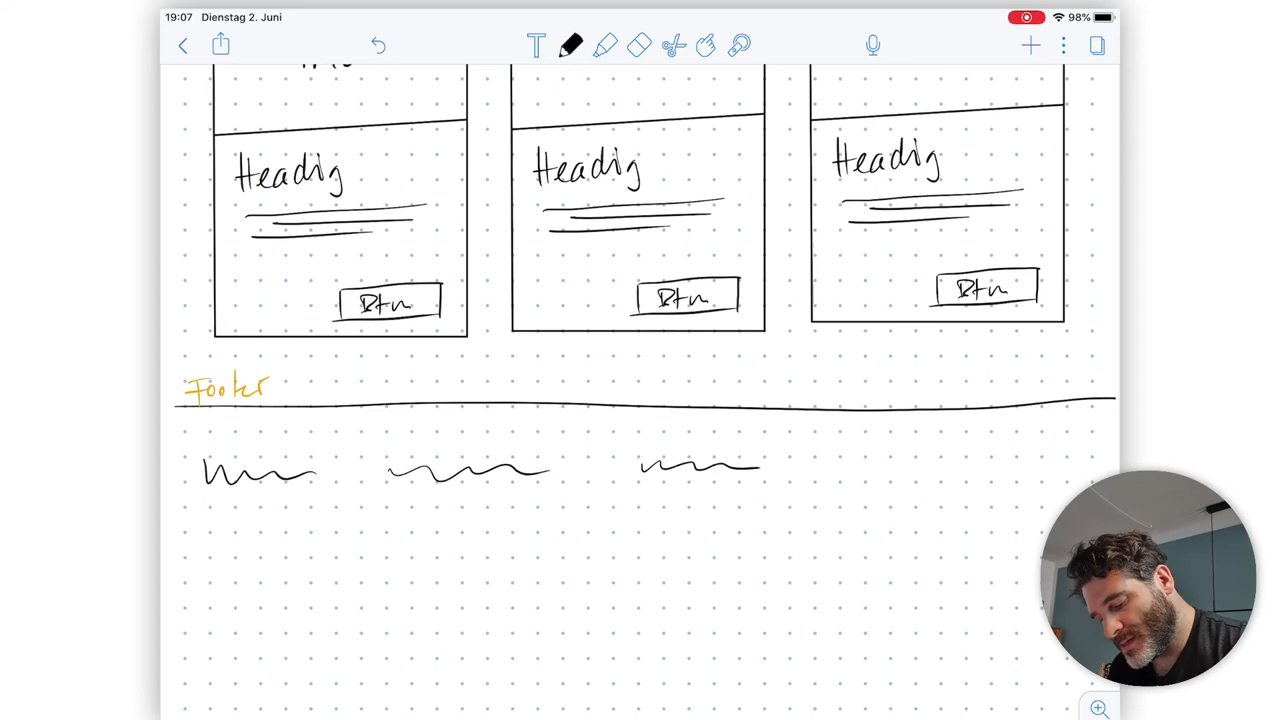 19:07 Dienstag 2. Juni 98%
Headig Headig Headig
Btn Btn Btn
Footer